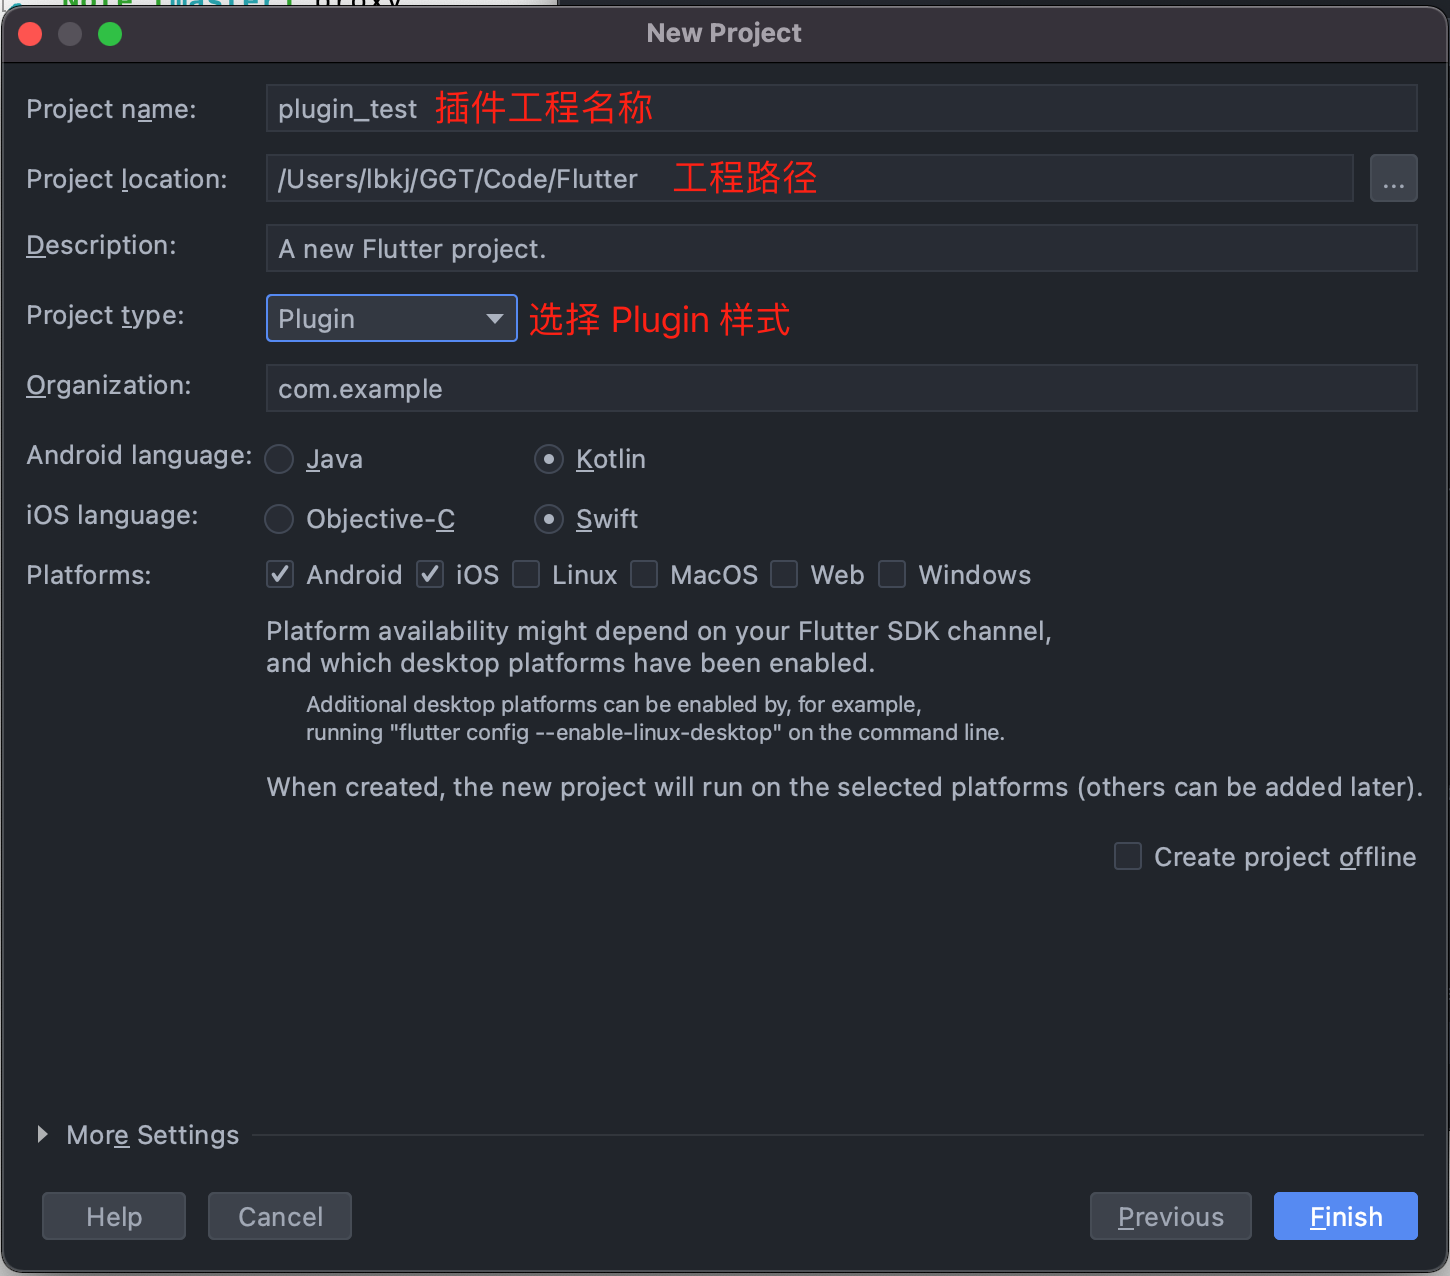 New Project
Project name: plugin_test 插件工程名称
Project location: /Users/lbkj/GGT/Code/Flutter 工程路径 ...
Description: A new Flutter project.
Project type: Plugin 选择 Plugin 样式
Organization: com.example
Android language: Java Kotlin
iOS language: Objective-C Swift
Platforms: Android iOS Linux MacOS Web Windows
Platform availability might depend on your Flutter SDK channel,
and which desktop platforms have been enabled.
Additional desktop platforms can be enabled by, for example,
running "flutter config --enable-linux-desktop" on the command line.
When created, the new project will run on the selected platforms (others can be added later).
Create project offline
More Settings
Help Cancel Previous Finish